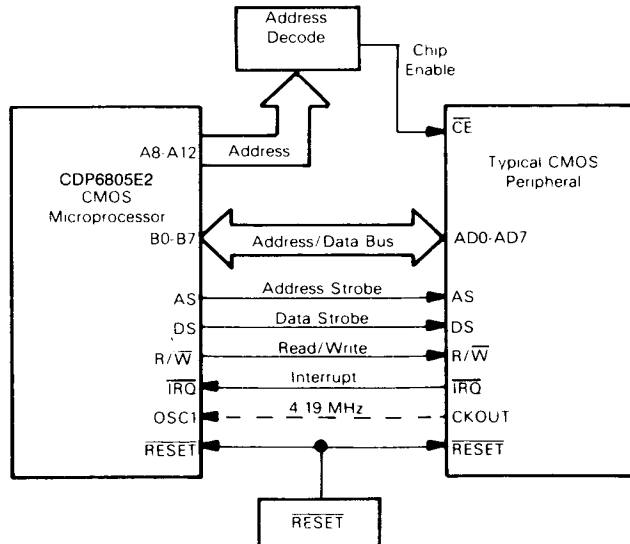 Address
Decode
Chip
Enable
A8-A12
Address
CE
CDP6805E2
CMOS
Microprocessor
Typical CMOS
Peripheral
B0-B7
Address/Data Bus
AD0-AD7
AS
Address Strobe
AS
DS
Data Strobe
DS
R/W
Read/Write
R/W
IRQ
Interrupt
IRQ
OSC1
4 19 MHz
CKOUT
RESET
RESET
RESET